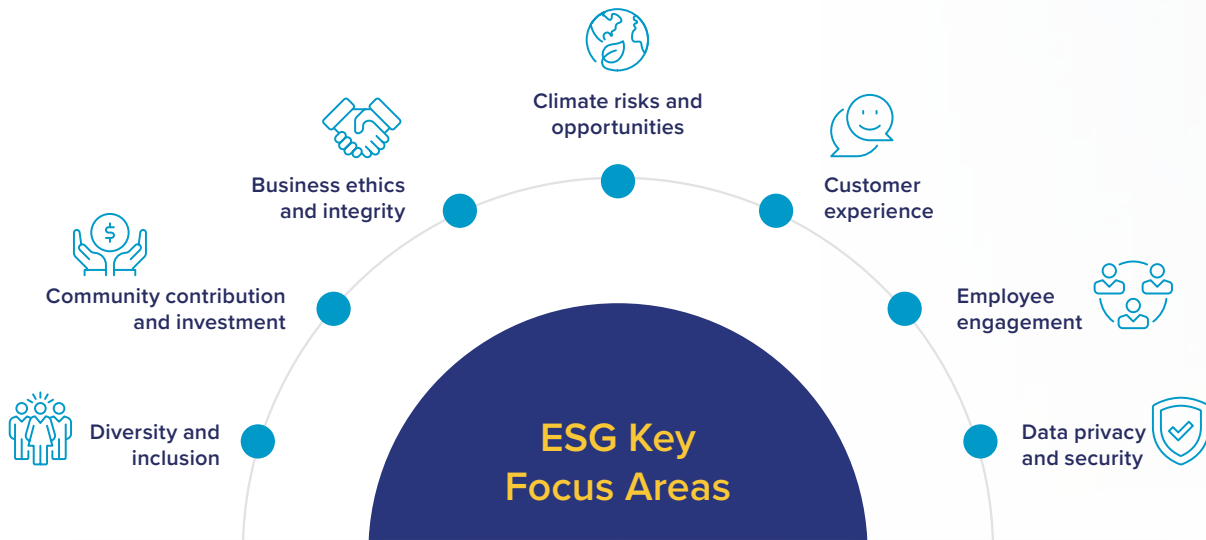 Climate risks and
opportunities
Business ethics
and integrity
Customer
experience
$
Community contribution
and investment
Employee
engagement
Diversity and
inclusion
Data privacy
and security
ESG Key
Focus Areas